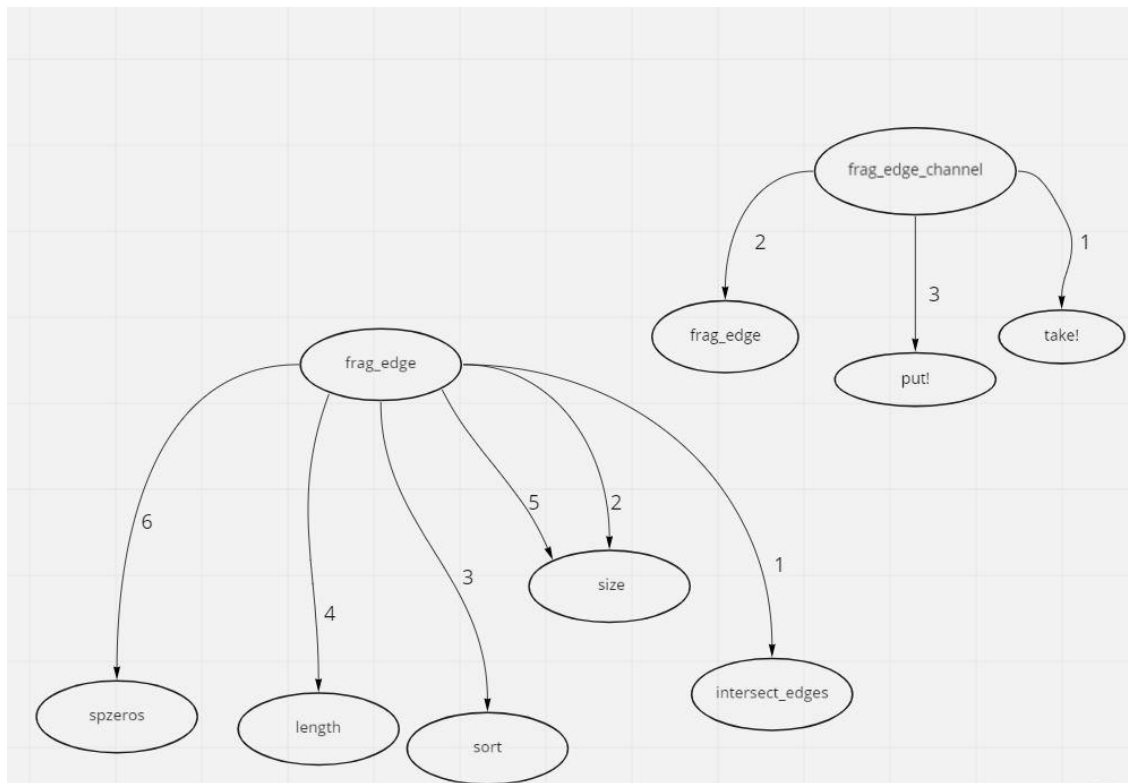 frag_edge_channel
2
1
3
frag_edge
take!
put!
frag_edge
5
2
6
3
1
4
size
intersect_edges
spzeros
length
sort